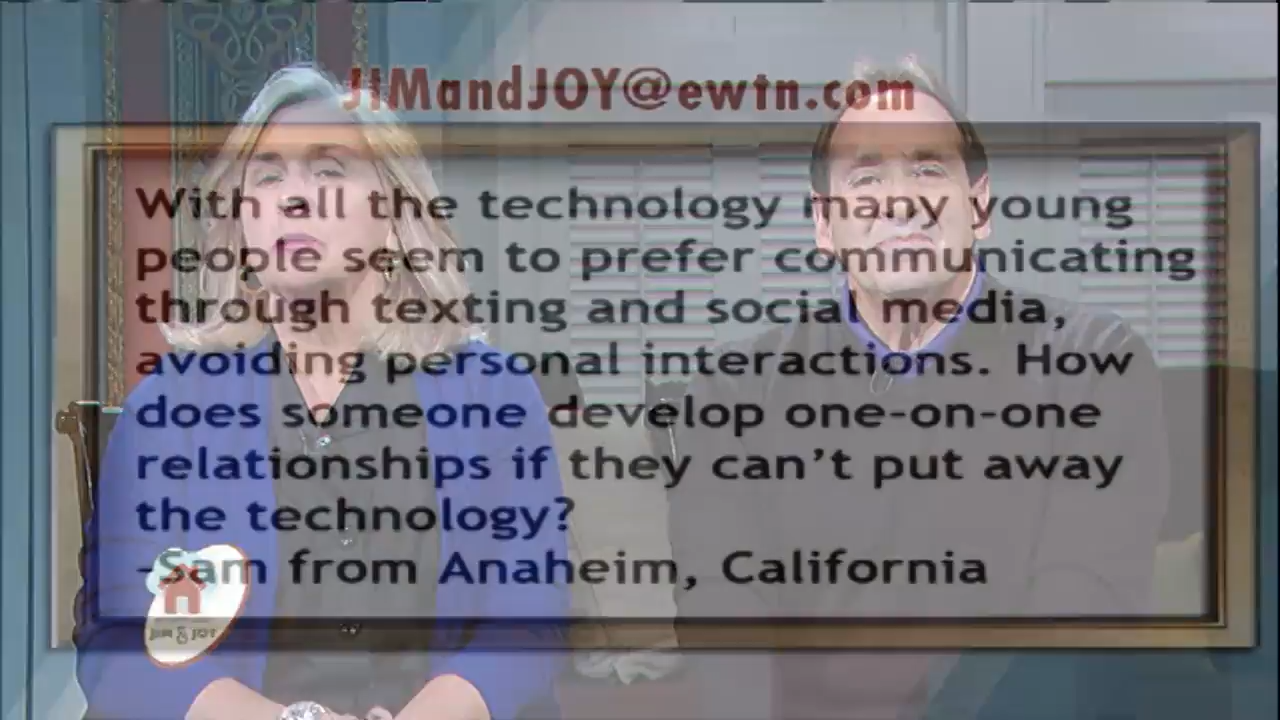 JIMandJOY@ewtn.com
With all the technology many young
people seem to prefer communicating
through texting and social media,
avoiding personal interactions. How
does someone develop one-on-one
relationships if they can't put away
the technology?
-Sam from Anaheim, California
JIM & JOY